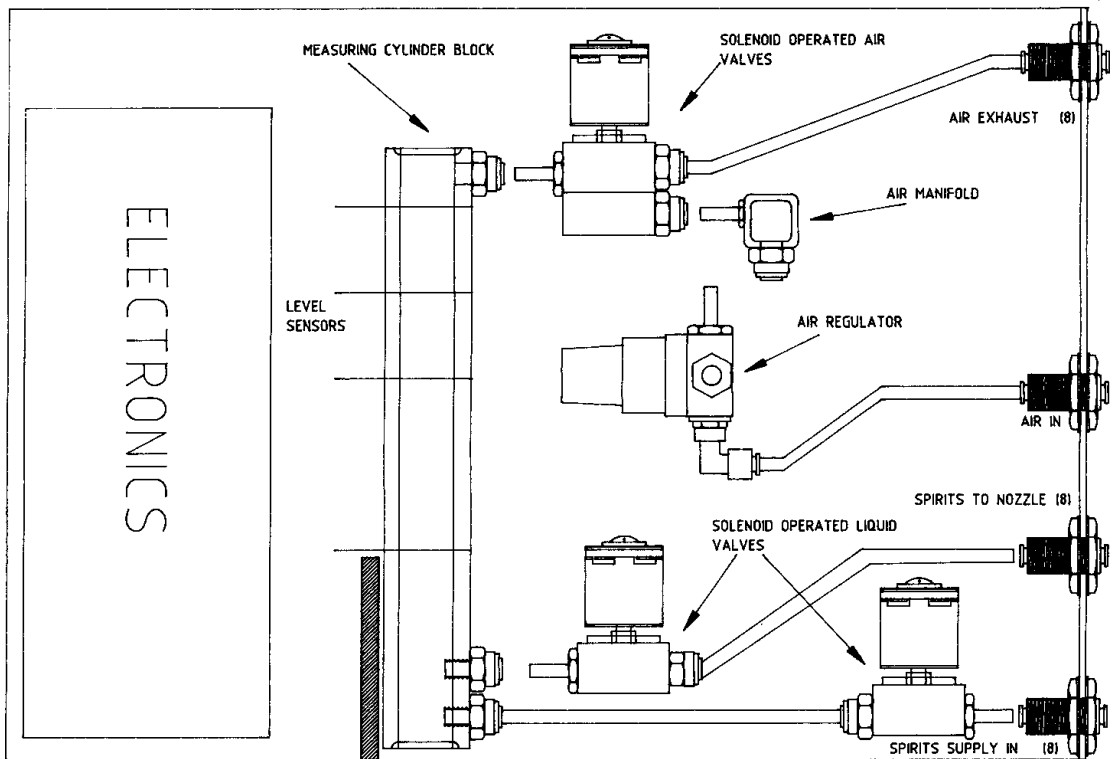 MEASURING CYLINDER BLOCK
SOLENOID OPERATED AIR
VALVES
AIR EXHAUST (8)
AIR MANIFOLD
ELECTRONICS
LEVEL
SENSORS
AIR REGULATOR
AIR IN
SPIRITS TO NOZZLE (8)
SOLENOID OPERATED LIQUID
VALVES
SPIRITS SUPPLY IN (8)